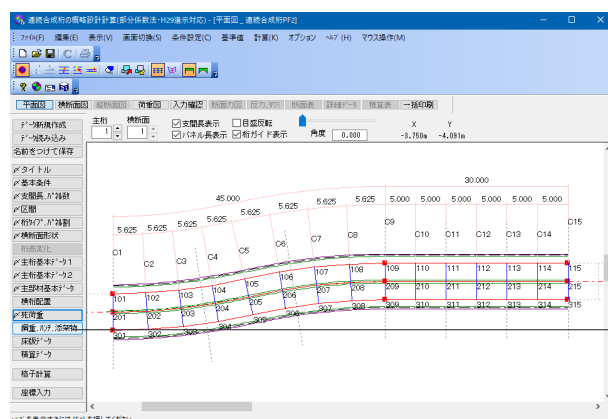 連続合成桁の概略設計計算(部分係数法・H29道示対応) - [平面図 _ 連続合成桁PF2]
ファイル(F) 編集(E) 表示(V) 画面切換(S) 条件設定(C) 基準値 計算(K) オプション ヘルプ(H) マウス操作(M)
平面図 横断面図 縦断面図 荷重図 入力確認 断面力図 反力,タワミ 断面表 詳細データ 積算表 一括印刷
データ新規作成 主桁 横断面 支間長表示 目盛反転 X Y
データ読み込み 1 1 パネル長表示 桁ガイド表示 角度 0.000 -3.750m -4.091m
名前をつけて保存
タイトル
基本条件
支間長,パネル数
区間
桁タイプ,パネル割
横断面形状
桁高変化
主桁基本データ1
主桁基本データ2
主部材基本データ
横桁配置
死荷重
鋼重,ハンチ,添架物
床版データ
積算データ
格子計算
座標入力
45.000 30.000
5.625 5.625 5.625 5.625 5.625 5.625 5.625 5.625 5.000 5.000 5.000 5.000 5.000 5.000
C1 C2 C3 C4 C5 C6 C7 C8 C9 C10 C11 C12 C13 C14 C15
101 102 103 104 105 106 107 108 109 110 111 112 113 114 115
201 202 203 204 205 206 207 208 209 210 211 212 213 214 215
301 302 303 304 305 306 307 308 309 310 311 312 313 314 315